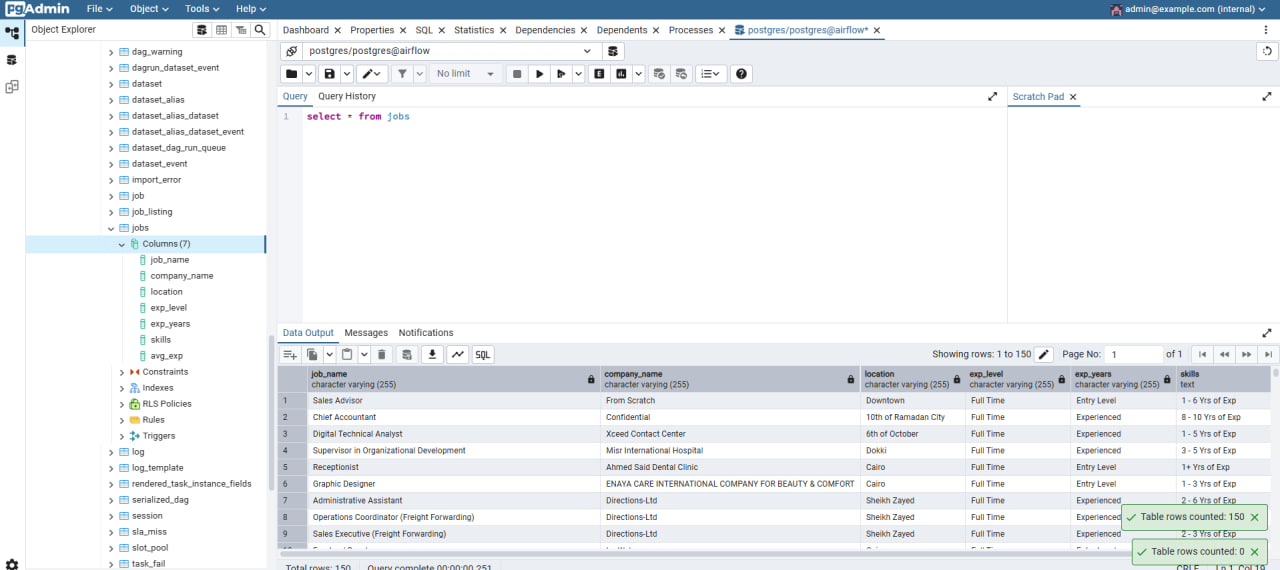 pgAdmin File Object Tools Help admin@example.com (internal)
Object Explorer
Dashboard Properties SQL Statistics Dependencies Dependents Processes postgres/postgres@airflow*
postgres/postgres@airflow
No limit
E
SQL
Query Query History
Scratch Pad
1 select * from jobs
dag_warning
dagrun_dataset_event
dataset
dataset_alias
dataset_alias_dataset
dataset_alias_dataset_event
dataset_dag_run_queue
dataset_event
import_error
job
job_listing
jobs
Columns (7)
job_name
company_name
location
exp_level
exp_years
skills
avg_exp
Constraints
Indexes
RLS Policies
Rules
Triggers
log
log_template
rendered_task_instance_fields
serialized_dag
session
sla_miss
slot_pool
task_fail
Data Output Messages Notifications
Showing rows: 1 to 150 Page No: 1 of 1
job_name company_name location exp_level exp_years skills
character varying (255) character varying (255) character varying (255) character varying (255) character varying (255) text
1 Sales Advisor From Scratch Downtown Full Time Entry Level 1 - 6 Yrs of Exp
2 Chief Accountant Confidential 10th of Ramadan City Full Time Experienced 8 - 10 Yrs of Exp
3 Digital Technical Analyst Xceed Contact Center 6th of October Full Time Experienced 1 - 5 Yrs of Exp
4 Supervisor in Organizational Development Misr International Hospital Dokki Full Time Experienced 3 - 5 Yrs of Exp
5 Receptionist Ahmed Said Dental Clinic Cairo Full Time Entry Level 1+ Yrs of Exp
6 Graphic Designer ENAYA CARE INTERNATIONAL COMPANY FOR BEAUTY & COMFORT Cairo Full Time Entry Level 1 - 3 Yrs of Exp
7 Administrative Assistant Directions-Ltd Sheikh Zayed Full Time Experienced 2 - 6 Yrs of Exp
8 Operations Coordinator (Freight Forwarding) Directions-Ltd Sheikh Zayed Full Time Experienced
9 Sales Executive (Freight Forwarding) Directions-Ltd Sheikh Zayed Full Time Experienced 2 - 3 Yrs of Exp
Table rows counted: 150
Table rows counted: 0
Total rows: 150 Query complete 00:00:00.251 CRLF Ln 1, Col 19